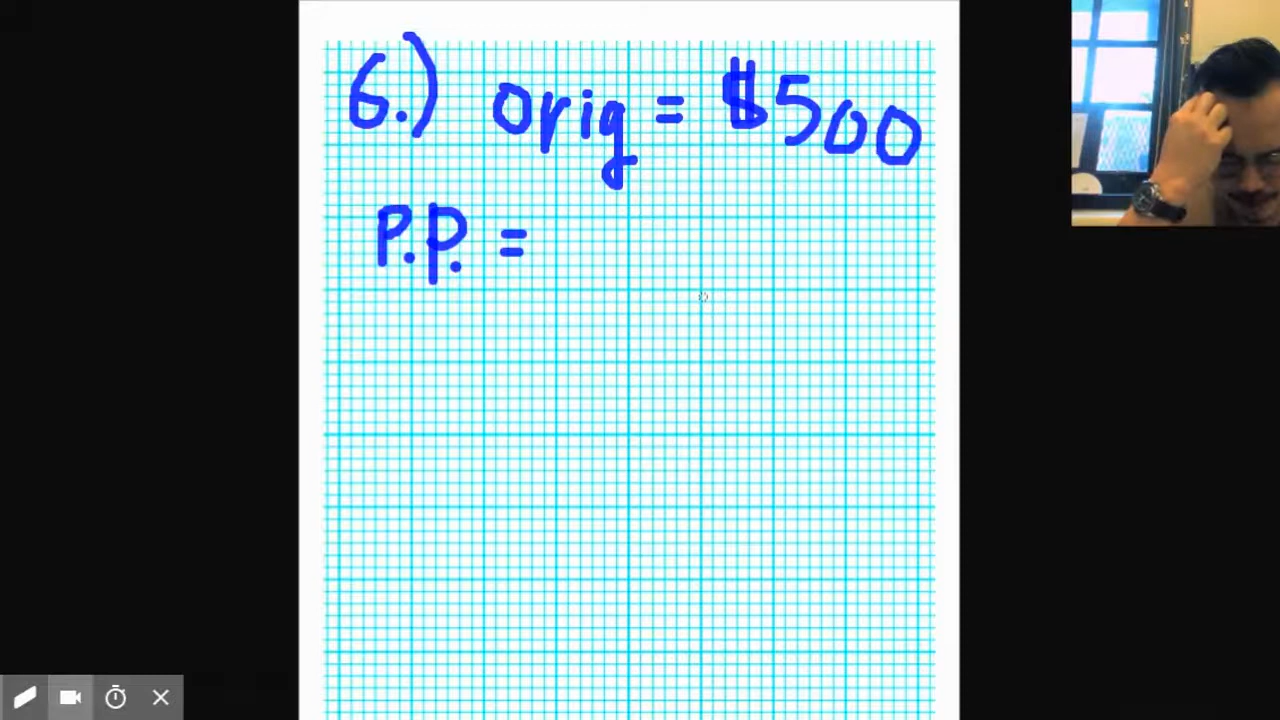 6.) orig = $500
P.P. =